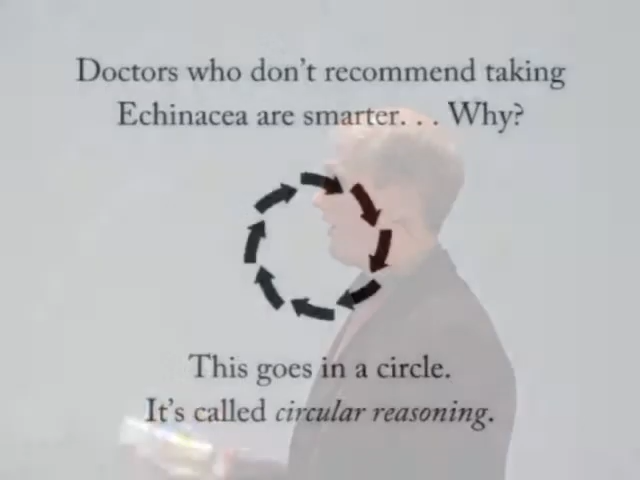 Doctors who don't recommend taking
Echinacea are smarter. . . Why?
This goes in a circle.
It's called circular reasoning.